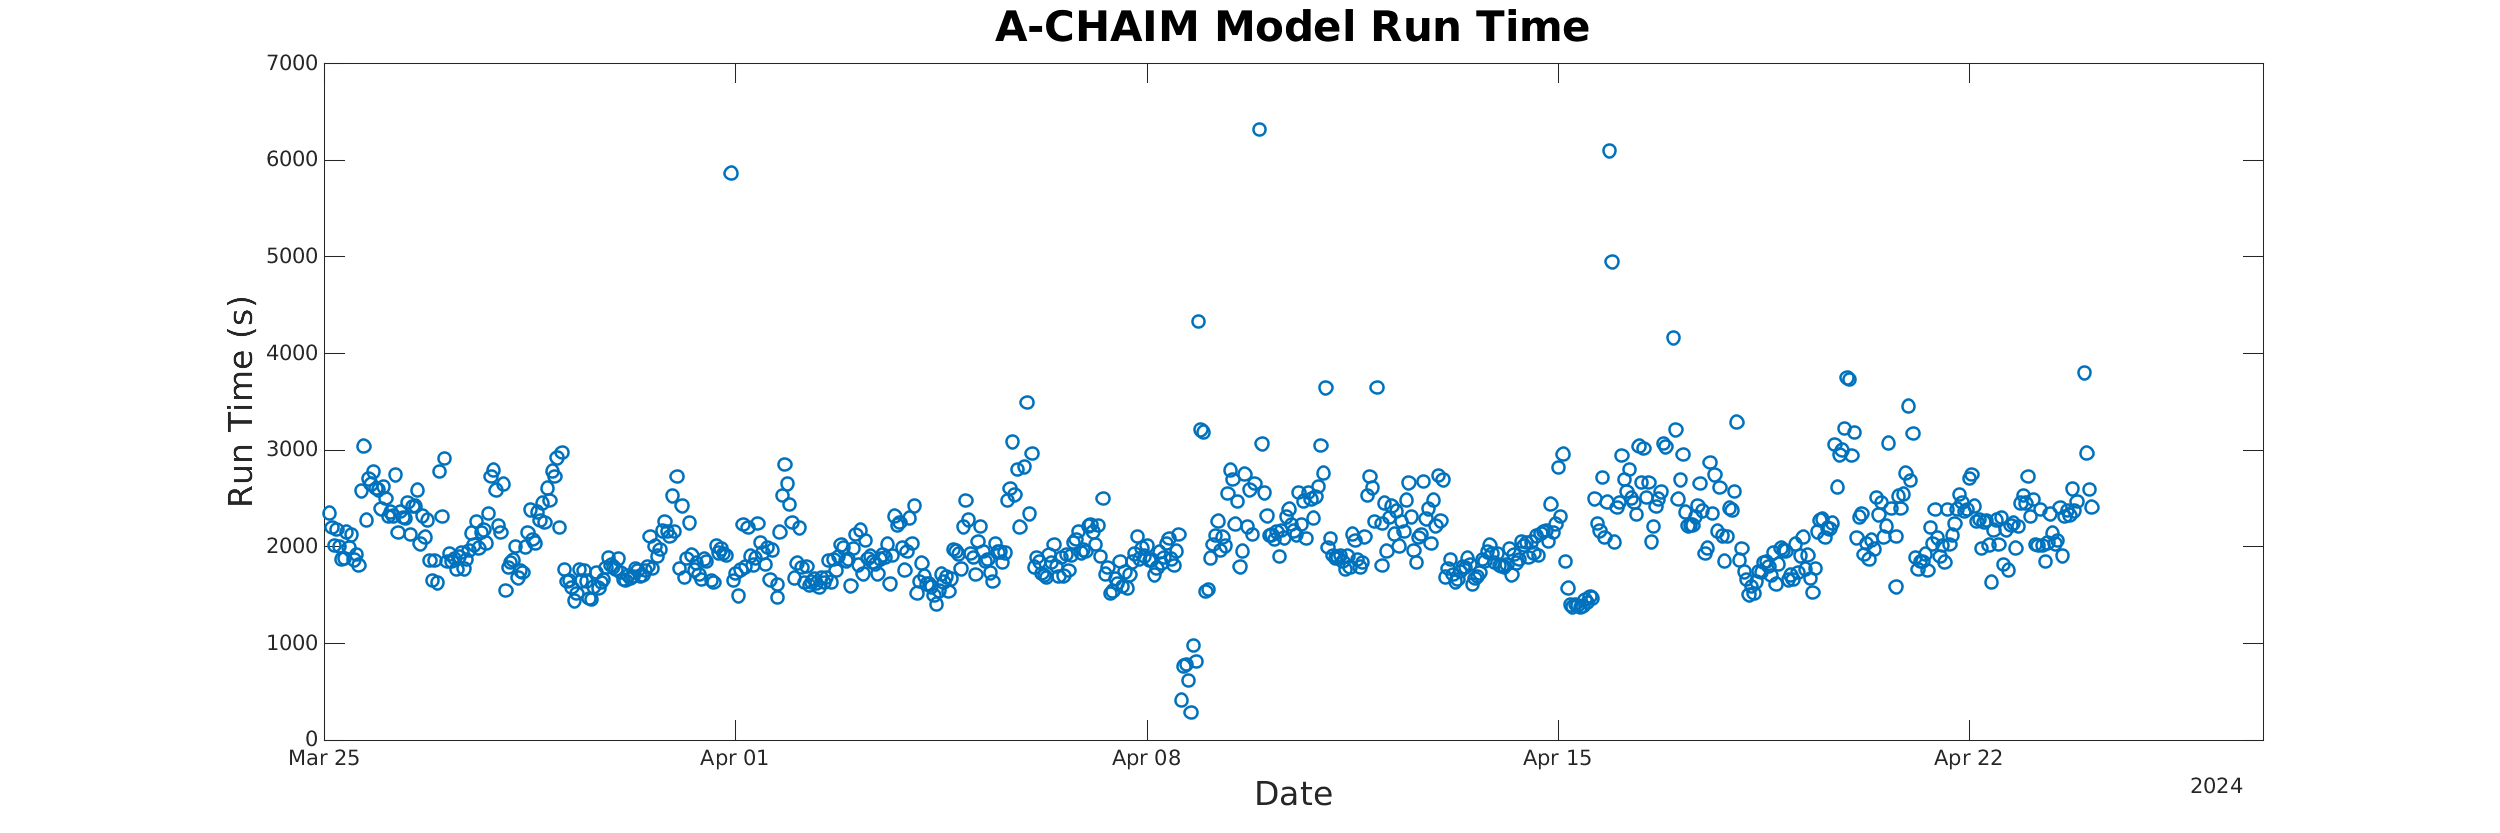 A-CHAIM Model Run Time
7000
6000
5000
4000
3000
2000
1000
0
Run Time (s)
Mar 25 Apr 01 Apr 08 Apr 15 Apr 22
2024
Date